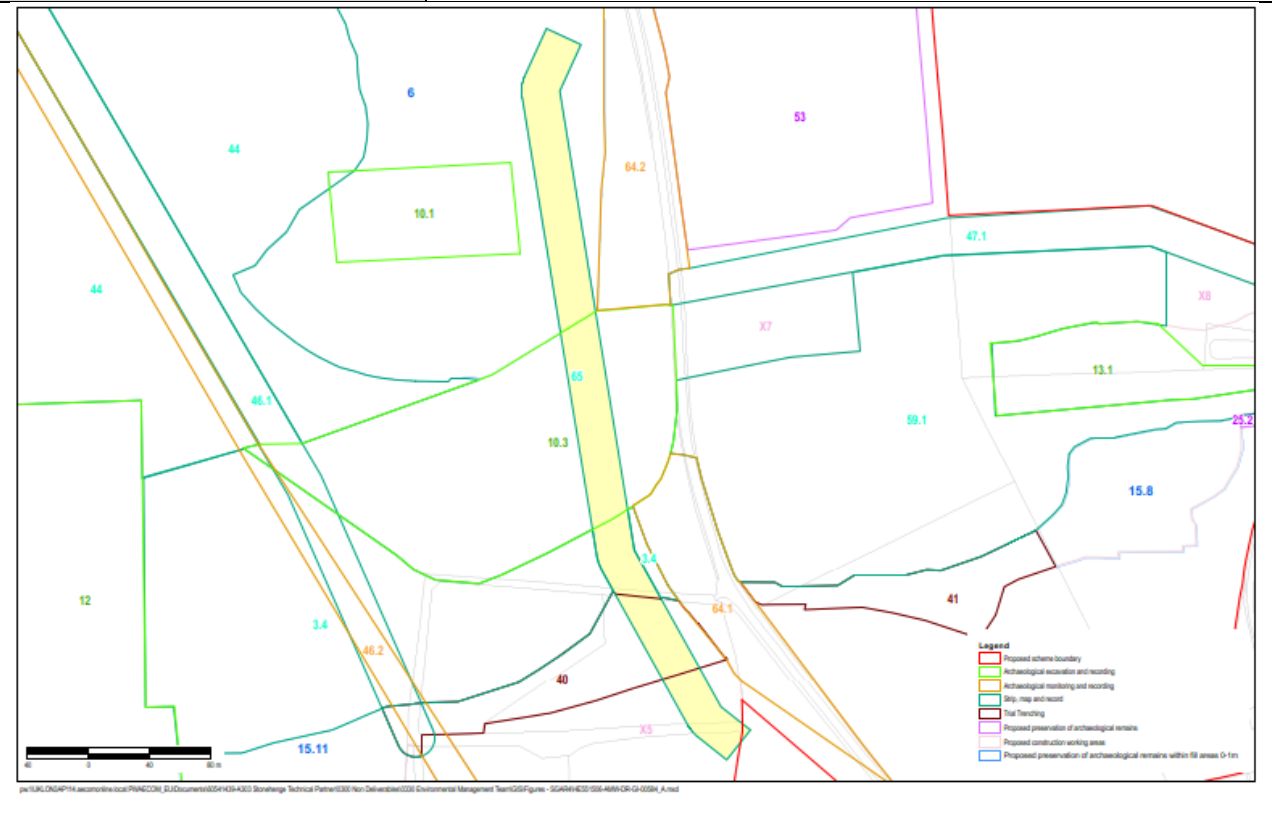 6
53
44
64.2
10.1
47.1
44
X8
X7
13.1
65
46.1
59.1
25.2
10.3
15.8
3.4
12
41
64.1
3.4
46.2
40
X5
15.11
Legend
Proposed scheme boundary
Archaeological excavation and recording
Archaeological monitoring and recording
Strip, map and record
Trial Trenching
Proposed preservation of archaeological remains
Proposed construction working areas
Proposed preservation of archaeological remains within fill areas 0-1m
40 0 40 80 m